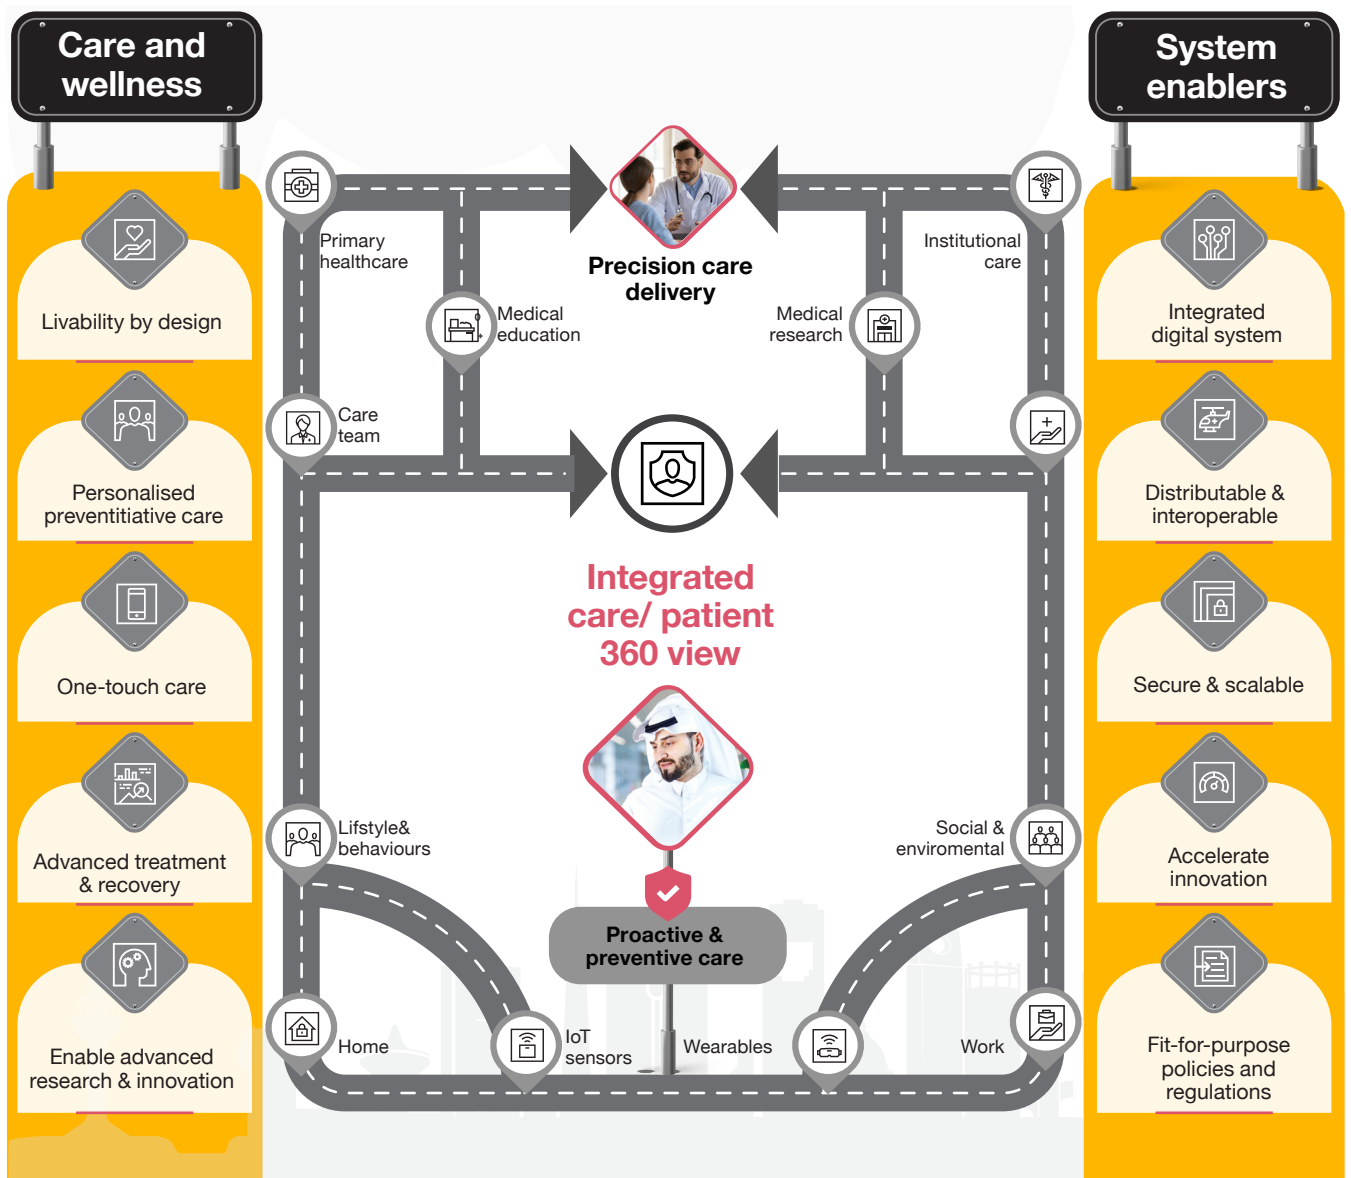 Care and
wellness
Livability by design
Personalised
preventitiative care
One-touch care
Advanced treatment
& recovery
Enable advanced
research & innovation
Primary
healthcare
Medical
education
Care
team
Precision care
delivery
Institutional
care
Medical
research
Integrated
care/ patient
360 view
Lifstyle&
behaviours
Social &
enviromental
Proactive &
preventive care
Home
IoT
sensors
Wearables
Work
System
enablers
Integrated
digital system
Distributable &
interoperable
Secure & scalable
Accelerate
innovation
Fit-for-purpose
policies and
regulations